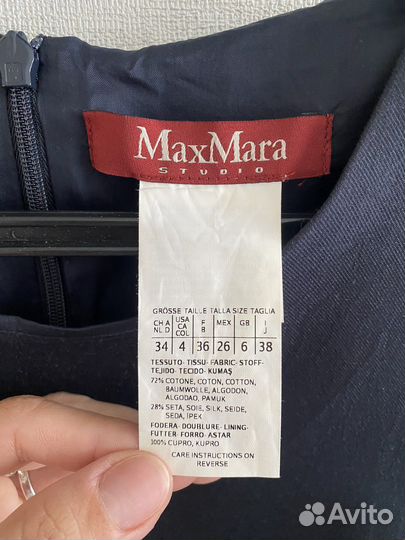 MaxMara
STUDIO
GRÖSSE TAILLE TALLA SIZE TAGLIA
CH A NL D USA CA COL F B MEX GB I J
34 4 36 26 6 38
TESSUTO-TISSU-FABRIC-STOFF-
TEJIDO-TECIDO-KUMAŞ
72% COTONE, COTON, COTTON,
BAUMWOLLE, ALGODON,
ALGODAO, PAMUK
28% SETA, SOIE, SILK, SEIDE,
SEDA, İPEK
FODERA-DOUBLURE-LINING-
FUTTER-FORRO-ASTAR
100% CUPRO, KUPRO
CARE INSTRUCTIONS ON
REVERSE
Avito